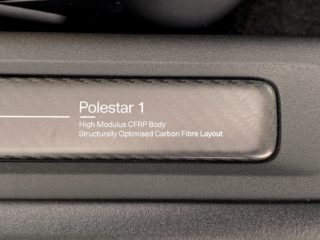 Polestar 1
High Modulus CFRP Body
Structurally Optimised Carbon Fibre Layout